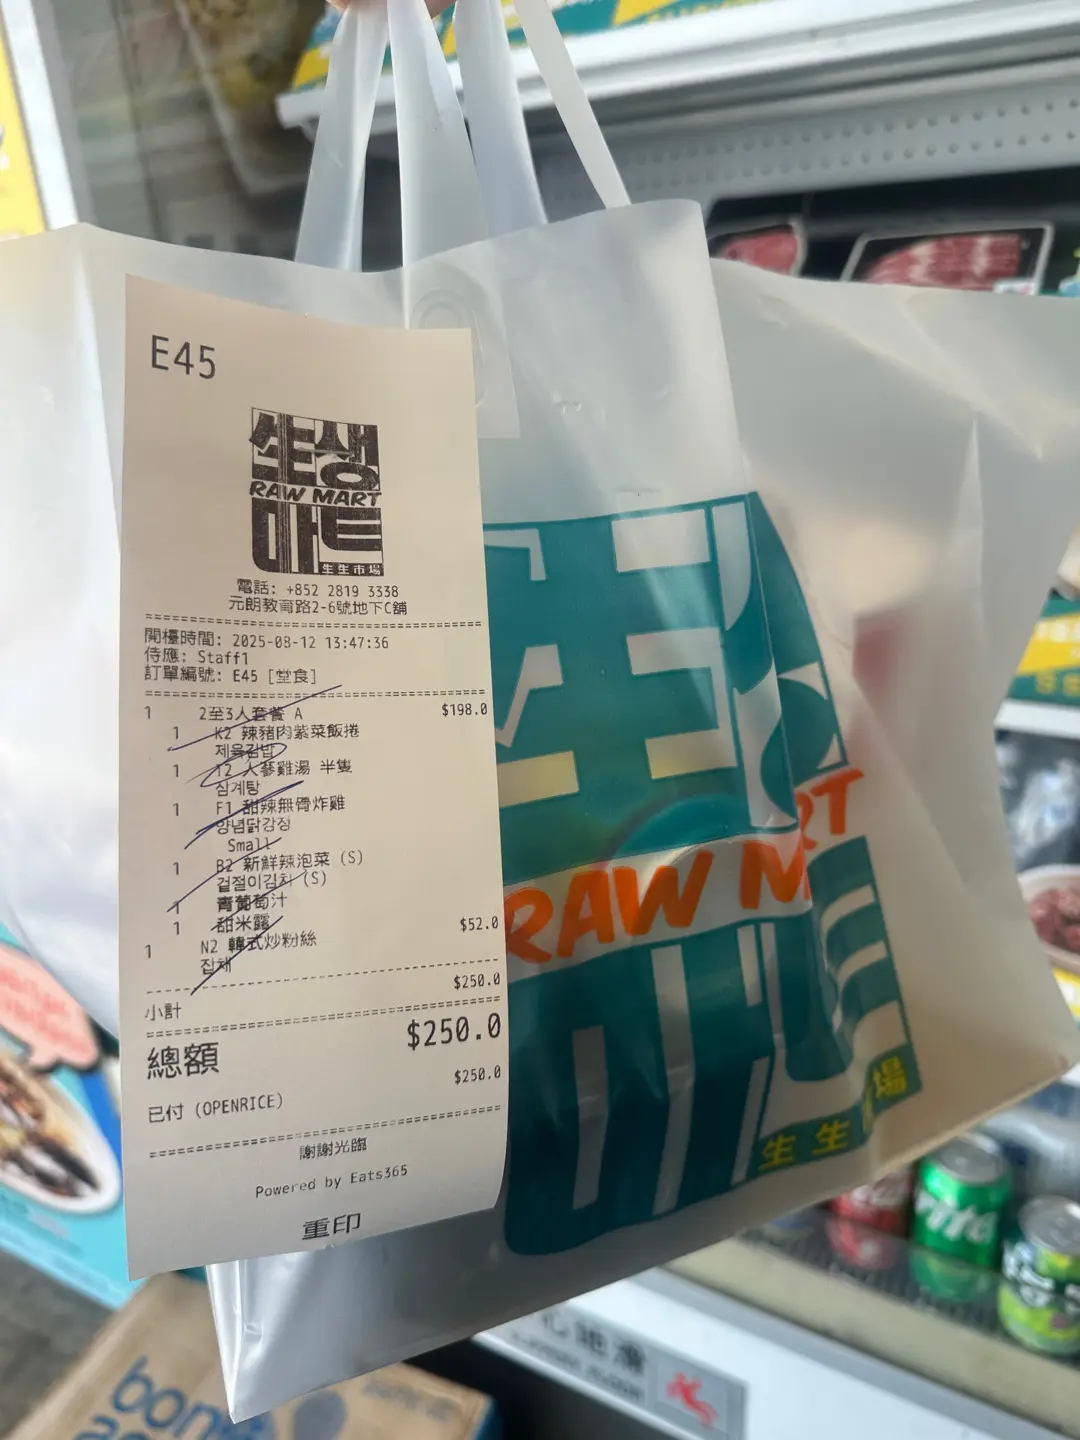 E45
生생
RAW MART
마트
生生市場
電話: +852 2819 3338
元朗教育路2-6號地下C舖
開檯時間: 2025-08-12 13:47:36
侍應: Staff1
訂單編號: E45 [堂食]
1 2至3人套餐 A $198.0
1 K2 辣豬肉紫菜飯捲
제육김밥
1 T2 人蔘雞湯 半隻
삼계탕
1 F1 甜辣無骨炸雞
양념닭강정
Small
1 B2 新鮮辣泡菜 (S)
겉절이김치 (S)
1 青葡萄汁
1 甜米露
1 N2 韓式炒粉絲 $52.0
잡채
小計 $250.0
總額 $250.0
已付 (OPENRICE) $250.0
謝謝光臨
Powered by Eats365
重印
RAW MART
生生 場
心地滑
bon